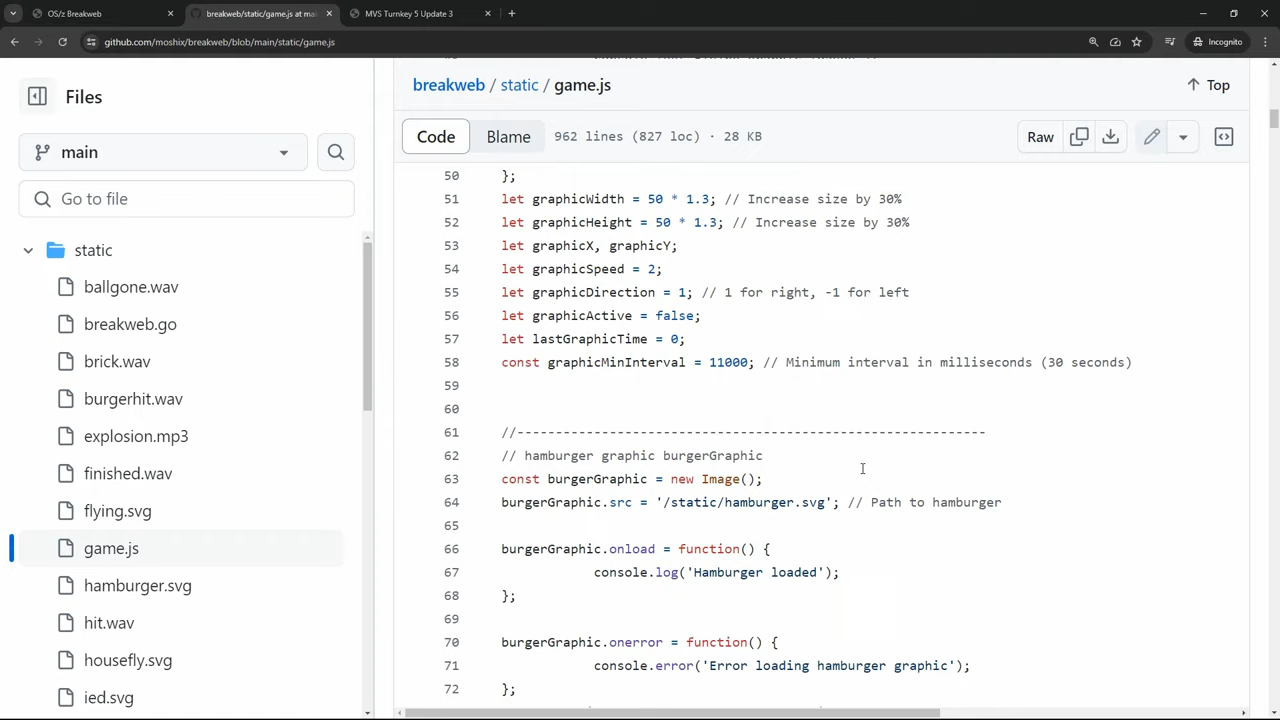 OS/z Breakweb
breakweb/static/game.js at ma
MVS Turnkey 5 Update 3
github.com/moshix/breakweb/blob/main/static/game.js
Incognito
Files
main
Go to file
static
ballgone.wav
breakweb.go
brick.wav
burgerhit.wav
explosion.mp3
finished.wav
flying.svg
game.js
hamburger.svg
hit.wav
housefly.svg
ied.svg
breakweb / static / game.js
Top
Code Blame 962 lines (827 loc) · 28 KB
Raw
50 };
51 let graphicWidth = 50 * 1.3; // Increase size by 30%
52 let graphicHeight = 50 * 1.3; // Increase size by 30%
53 let graphicX, graphicY;
54 let graphicSpeed = 2;
55 let graphicDirection = 1; // 1 for right, -1 for left
56 let graphicActive = false;
57 let lastGraphicTime = 0;
58 const graphicMinInterval = 11000; // Minimum interval in milliseconds (30 seconds)
59
60
61 //-------------------------------------------------------------
62 // hamburger graphic burgerGraphic
63 const burgerGraphic = new Image();
64 burgerGraphic.src = '/static/hamburger.svg'; // Path to hamburger
65
66 burgerGraphic.onload = function() {
67 console.log('Hamburger loaded');
68 };
69
70 burgerGraphic.onerror = function() {
71 console.error('Error loading hamburger graphic');
72 };